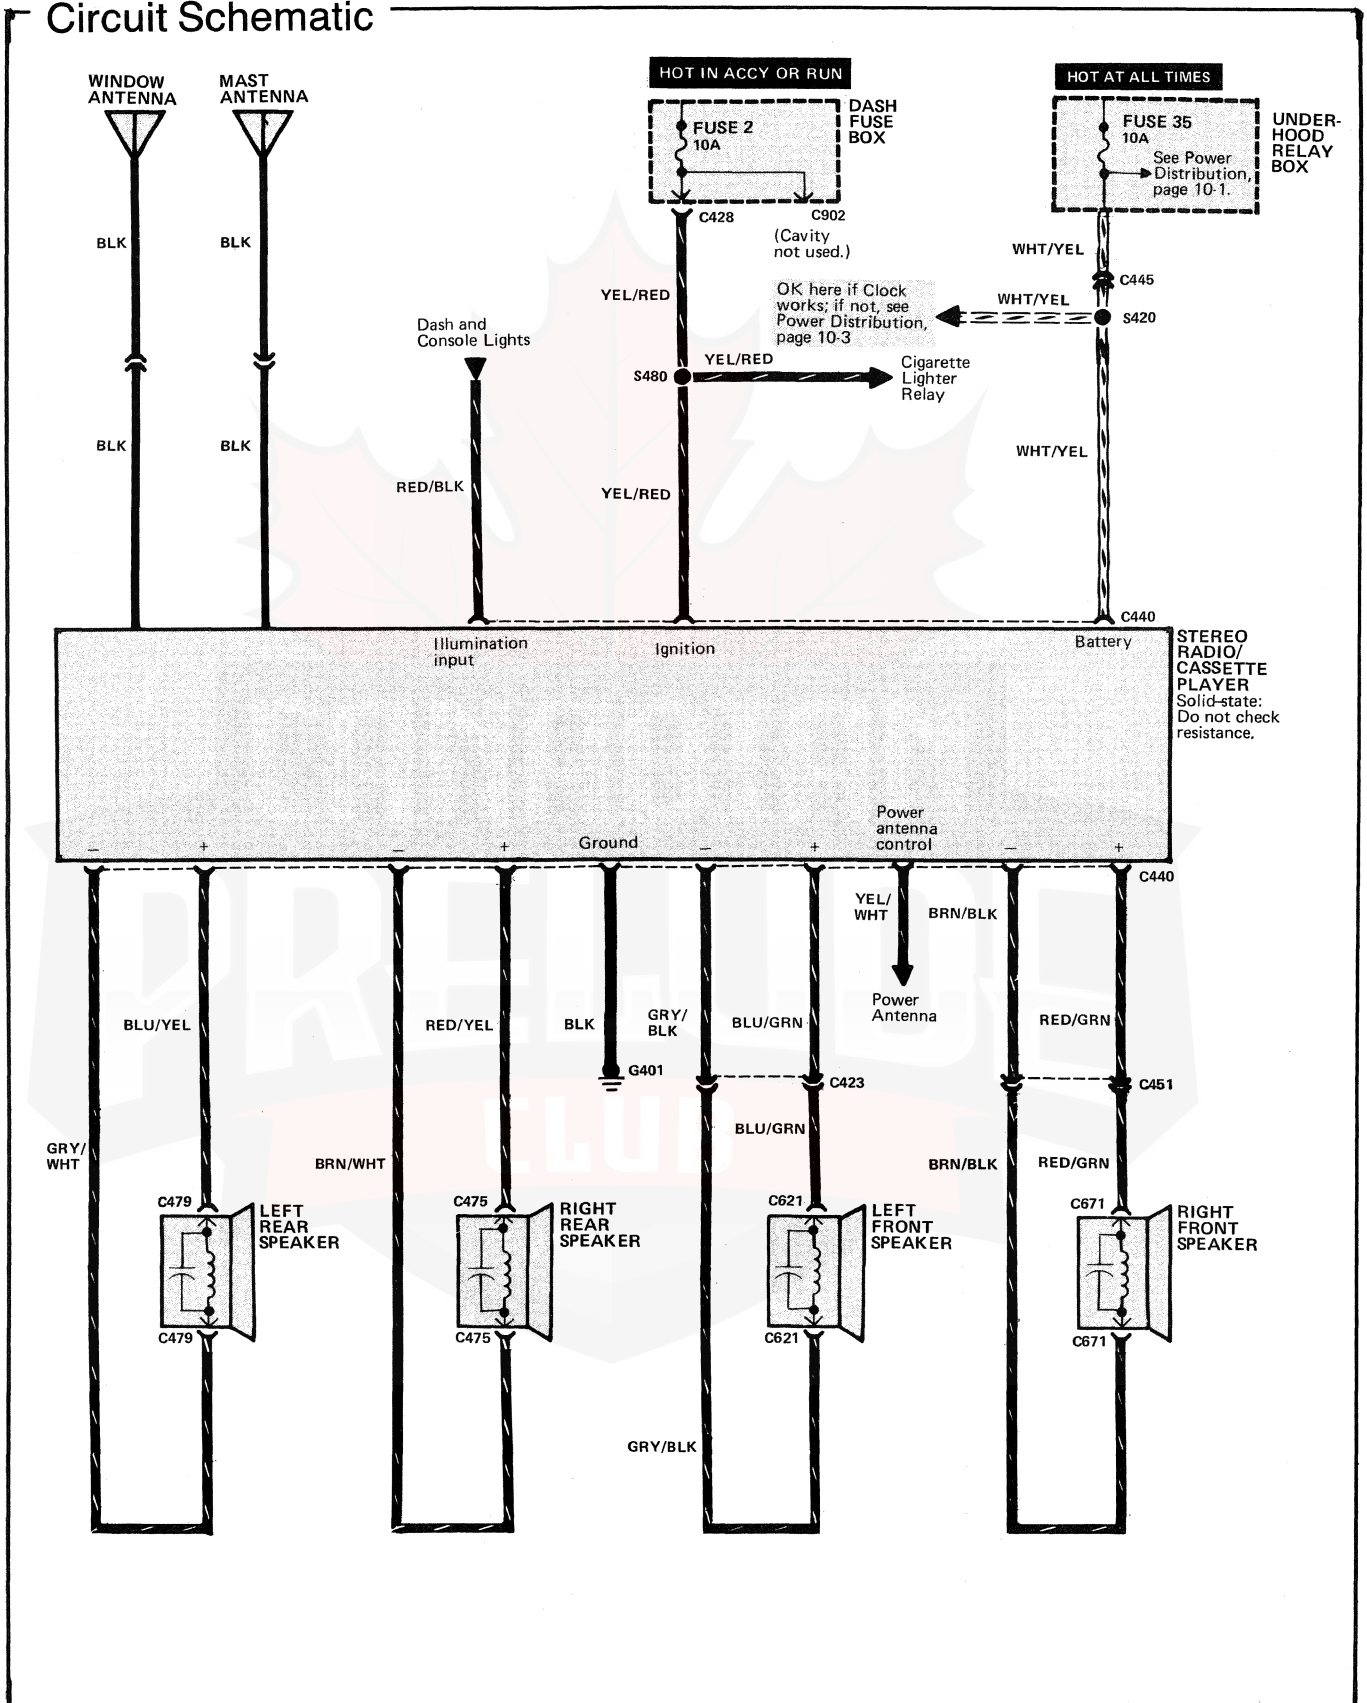 Circuit Schematic
WINDOW
ANTENNA
MAST
ANTENNA
HOT IN ACCY OR RUN
HOT AT ALL TIMES
FUSE 2
10A
DASH
FUSE
BOX
FUSE 35
10A
See Power
Distribution,
page 10-1.
UNDER-
HOOD
RELAY
BOX
C428
C902
(Cavity
not used.)
BLK
BLK
WHT/YEL
C445
YEL/RED
OK here if Clock
works; if not, see
Power Distribution,
page 10-3
WHT/YEL
S420
Dash and
Console Lights
S480
YEL/RED
Cigarette
Lighter
Relay
BLK
BLK
RED/BLK
YEL/RED
WHT/YEL
C440
Illumination
input
Ignition
Battery
STEREO
RADIO/
CASSETTE
PLAYER
Solid-state:
Do not check
resistance.
Power
antenna
control
Ground
– + – + – + – +
C440
YEL/
WHT
BRN/BLK
PRELUDE
CLUB
Power
Antenna
BLU/YEL
RED/YEL
BLK
GRY/
BLK
BLU/GRN
RED/GRN
G401
C423
C451
GRY/
WHT
BRN/WHT
BLU/GRN
BRN/BLK
RED/GRN
C479
LEFT
REAR
SPEAKER
C475
RIGHT
REAR
SPEAKER
C621
LEFT
FRONT
SPEAKER
C671
RIGHT
FRONT
SPEAKER
C479
C475
C621
C671
GRY/BLK